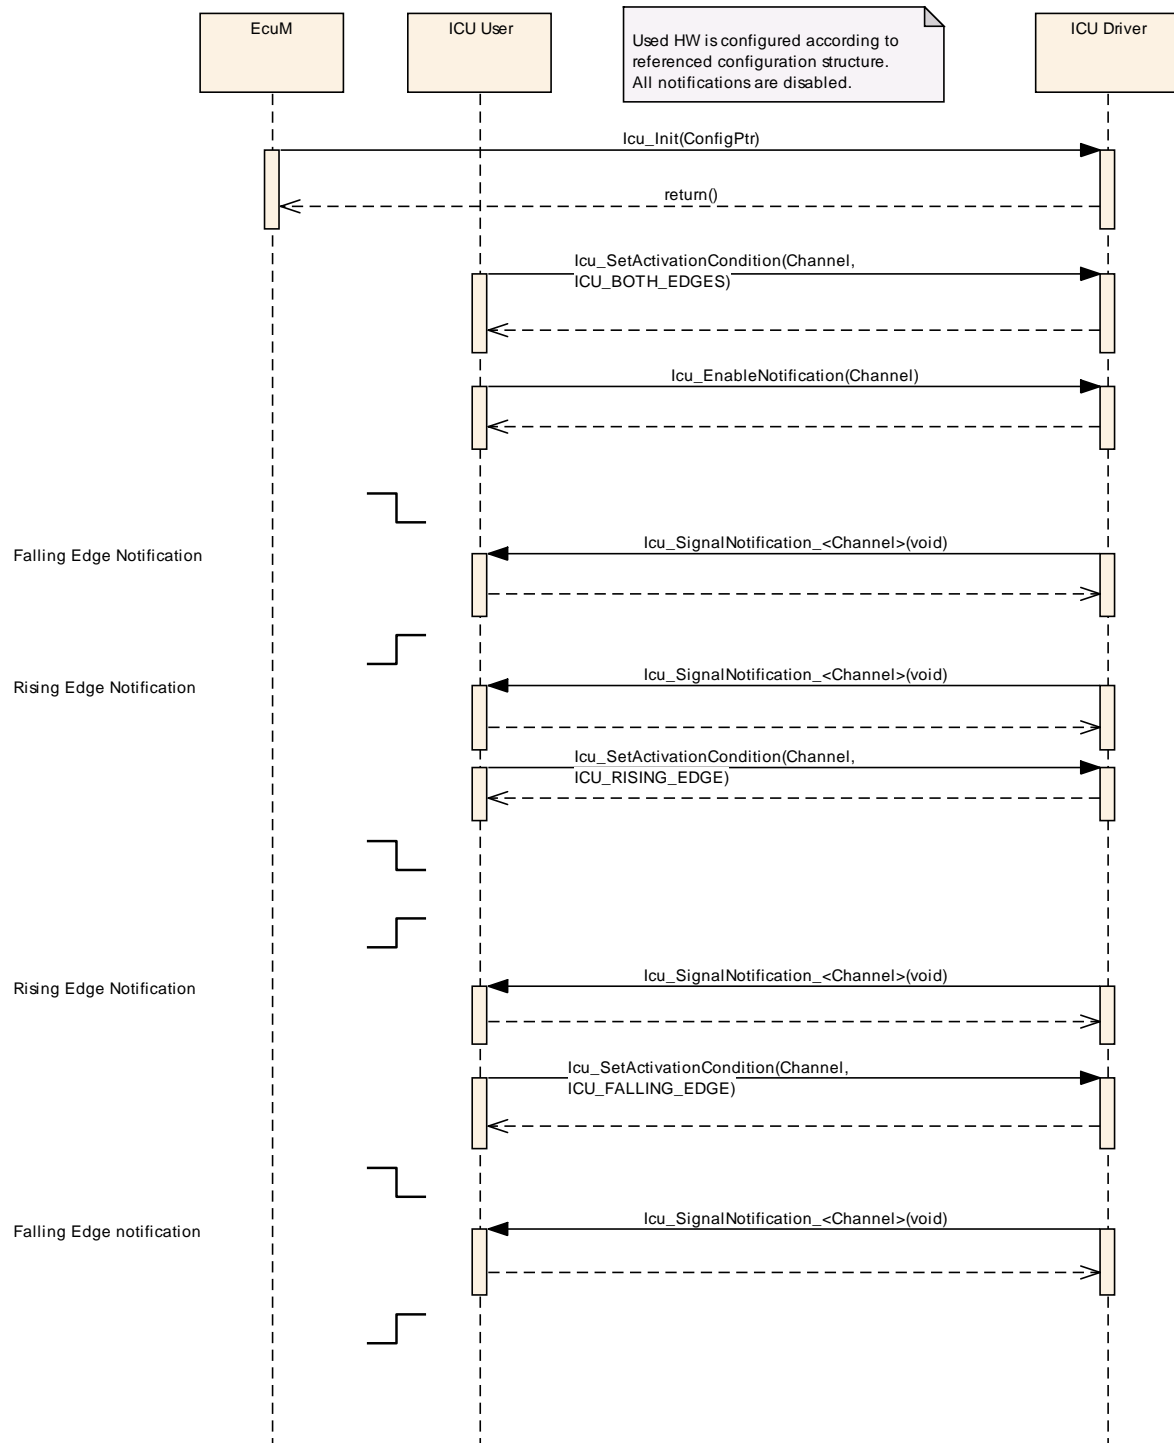 EcuM
ICU User
Used HW is configured according to
referenced configuration structure.
All notifications are disabled.
ICU Driver
Icu_Init(ConfigPtr)
return()
Icu_SetActivationCondition(Channel,
ICU_BOTH_EDGES)
Icu_EnableNotification(Channel)
Icu_SignalNotification_<Channel>(void)
Falling Edge Notification
Icu_SignalNotification_<Channel>(void)
Rising Edge Notification
Icu_SetActivationCondition(Channel,
ICU_RISING_EDGE)
Icu_SignalNotification_<Channel>(void)
Rising Edge Notification
Icu_SetActivationCondition(Channel,
ICU_FALLING_EDGE)
Icu_SignalNotification_<Channel>(void)
Falling Edge notification